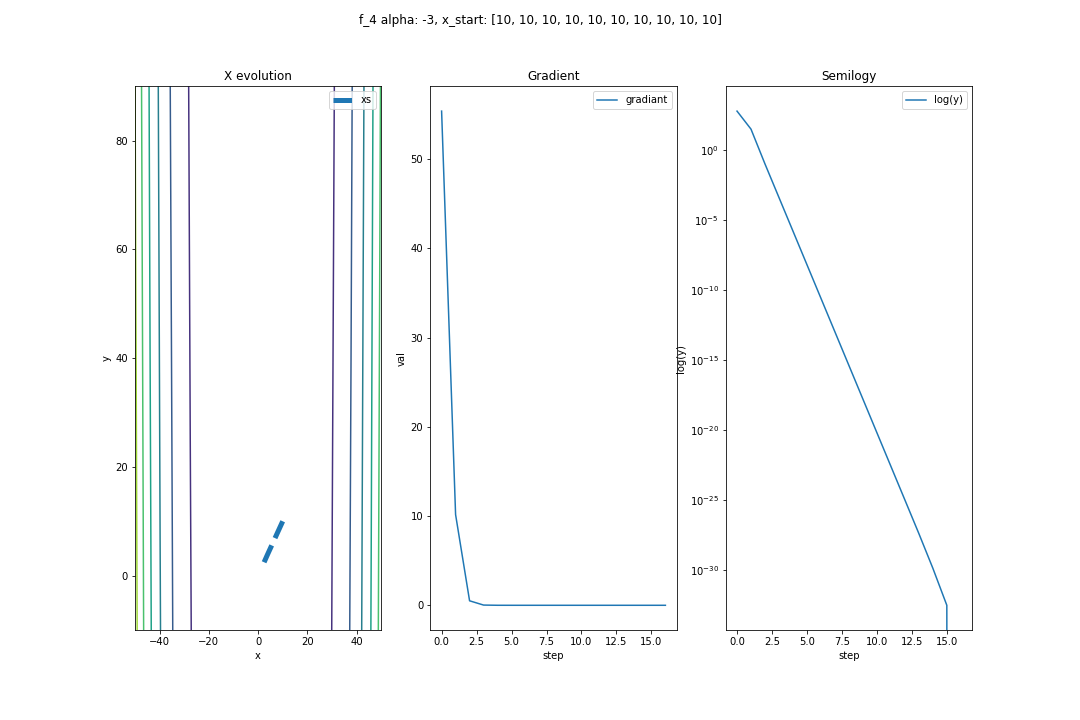 f_4 alpha: -3, x_start: [10, 10, 10, 10, 10, 10, 10, 10, 10, 10]
X evolution
xs
80
60
40
20
0
y
−40
−20
0
20
40
x
Gradient
gradiant
50
40
30
20
10
0
val
0.0
2.5
5.0
7.5
10.0
12.5
15.0
step
Semilogy
log(y)
10^0
10^−5
10^−10
10^−15
10^−20
10^−25
10^−30
log(y)
0.0
2.5
5.0
7.5
10.0
12.5
15.0
step